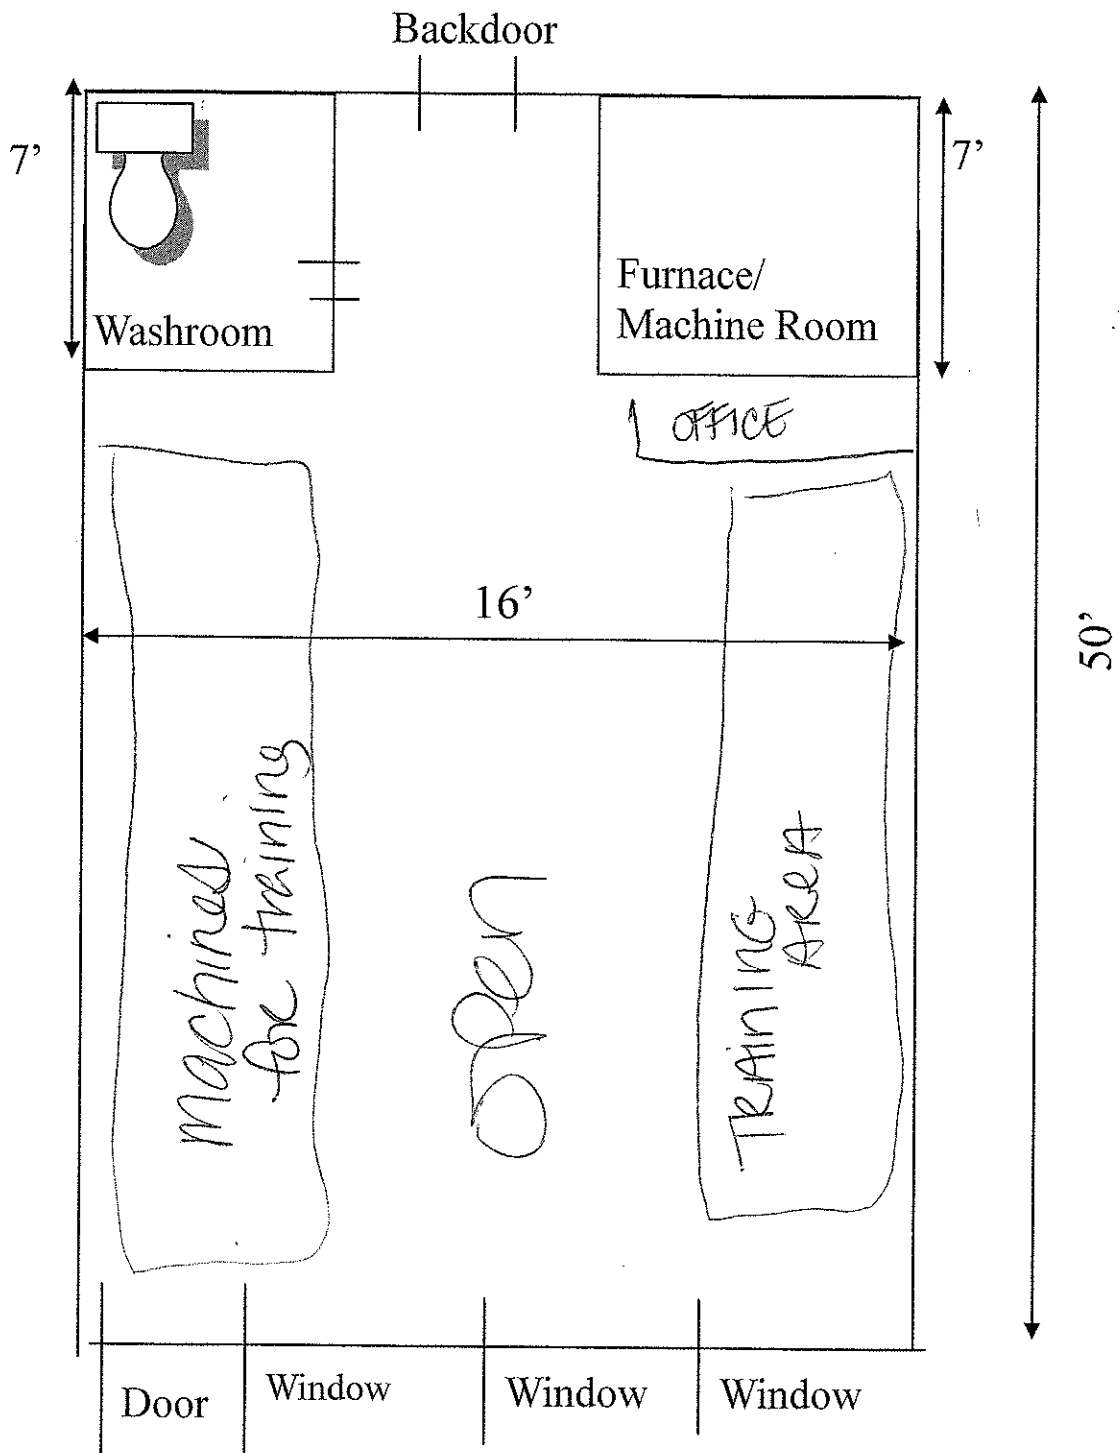 Backdoor
7’
7’
Furnace/
Machine Room
Washroom
OFFICE
16’
50’
Machines
for training
Open
TRAINING
AREA
Door
Window
Window
Window